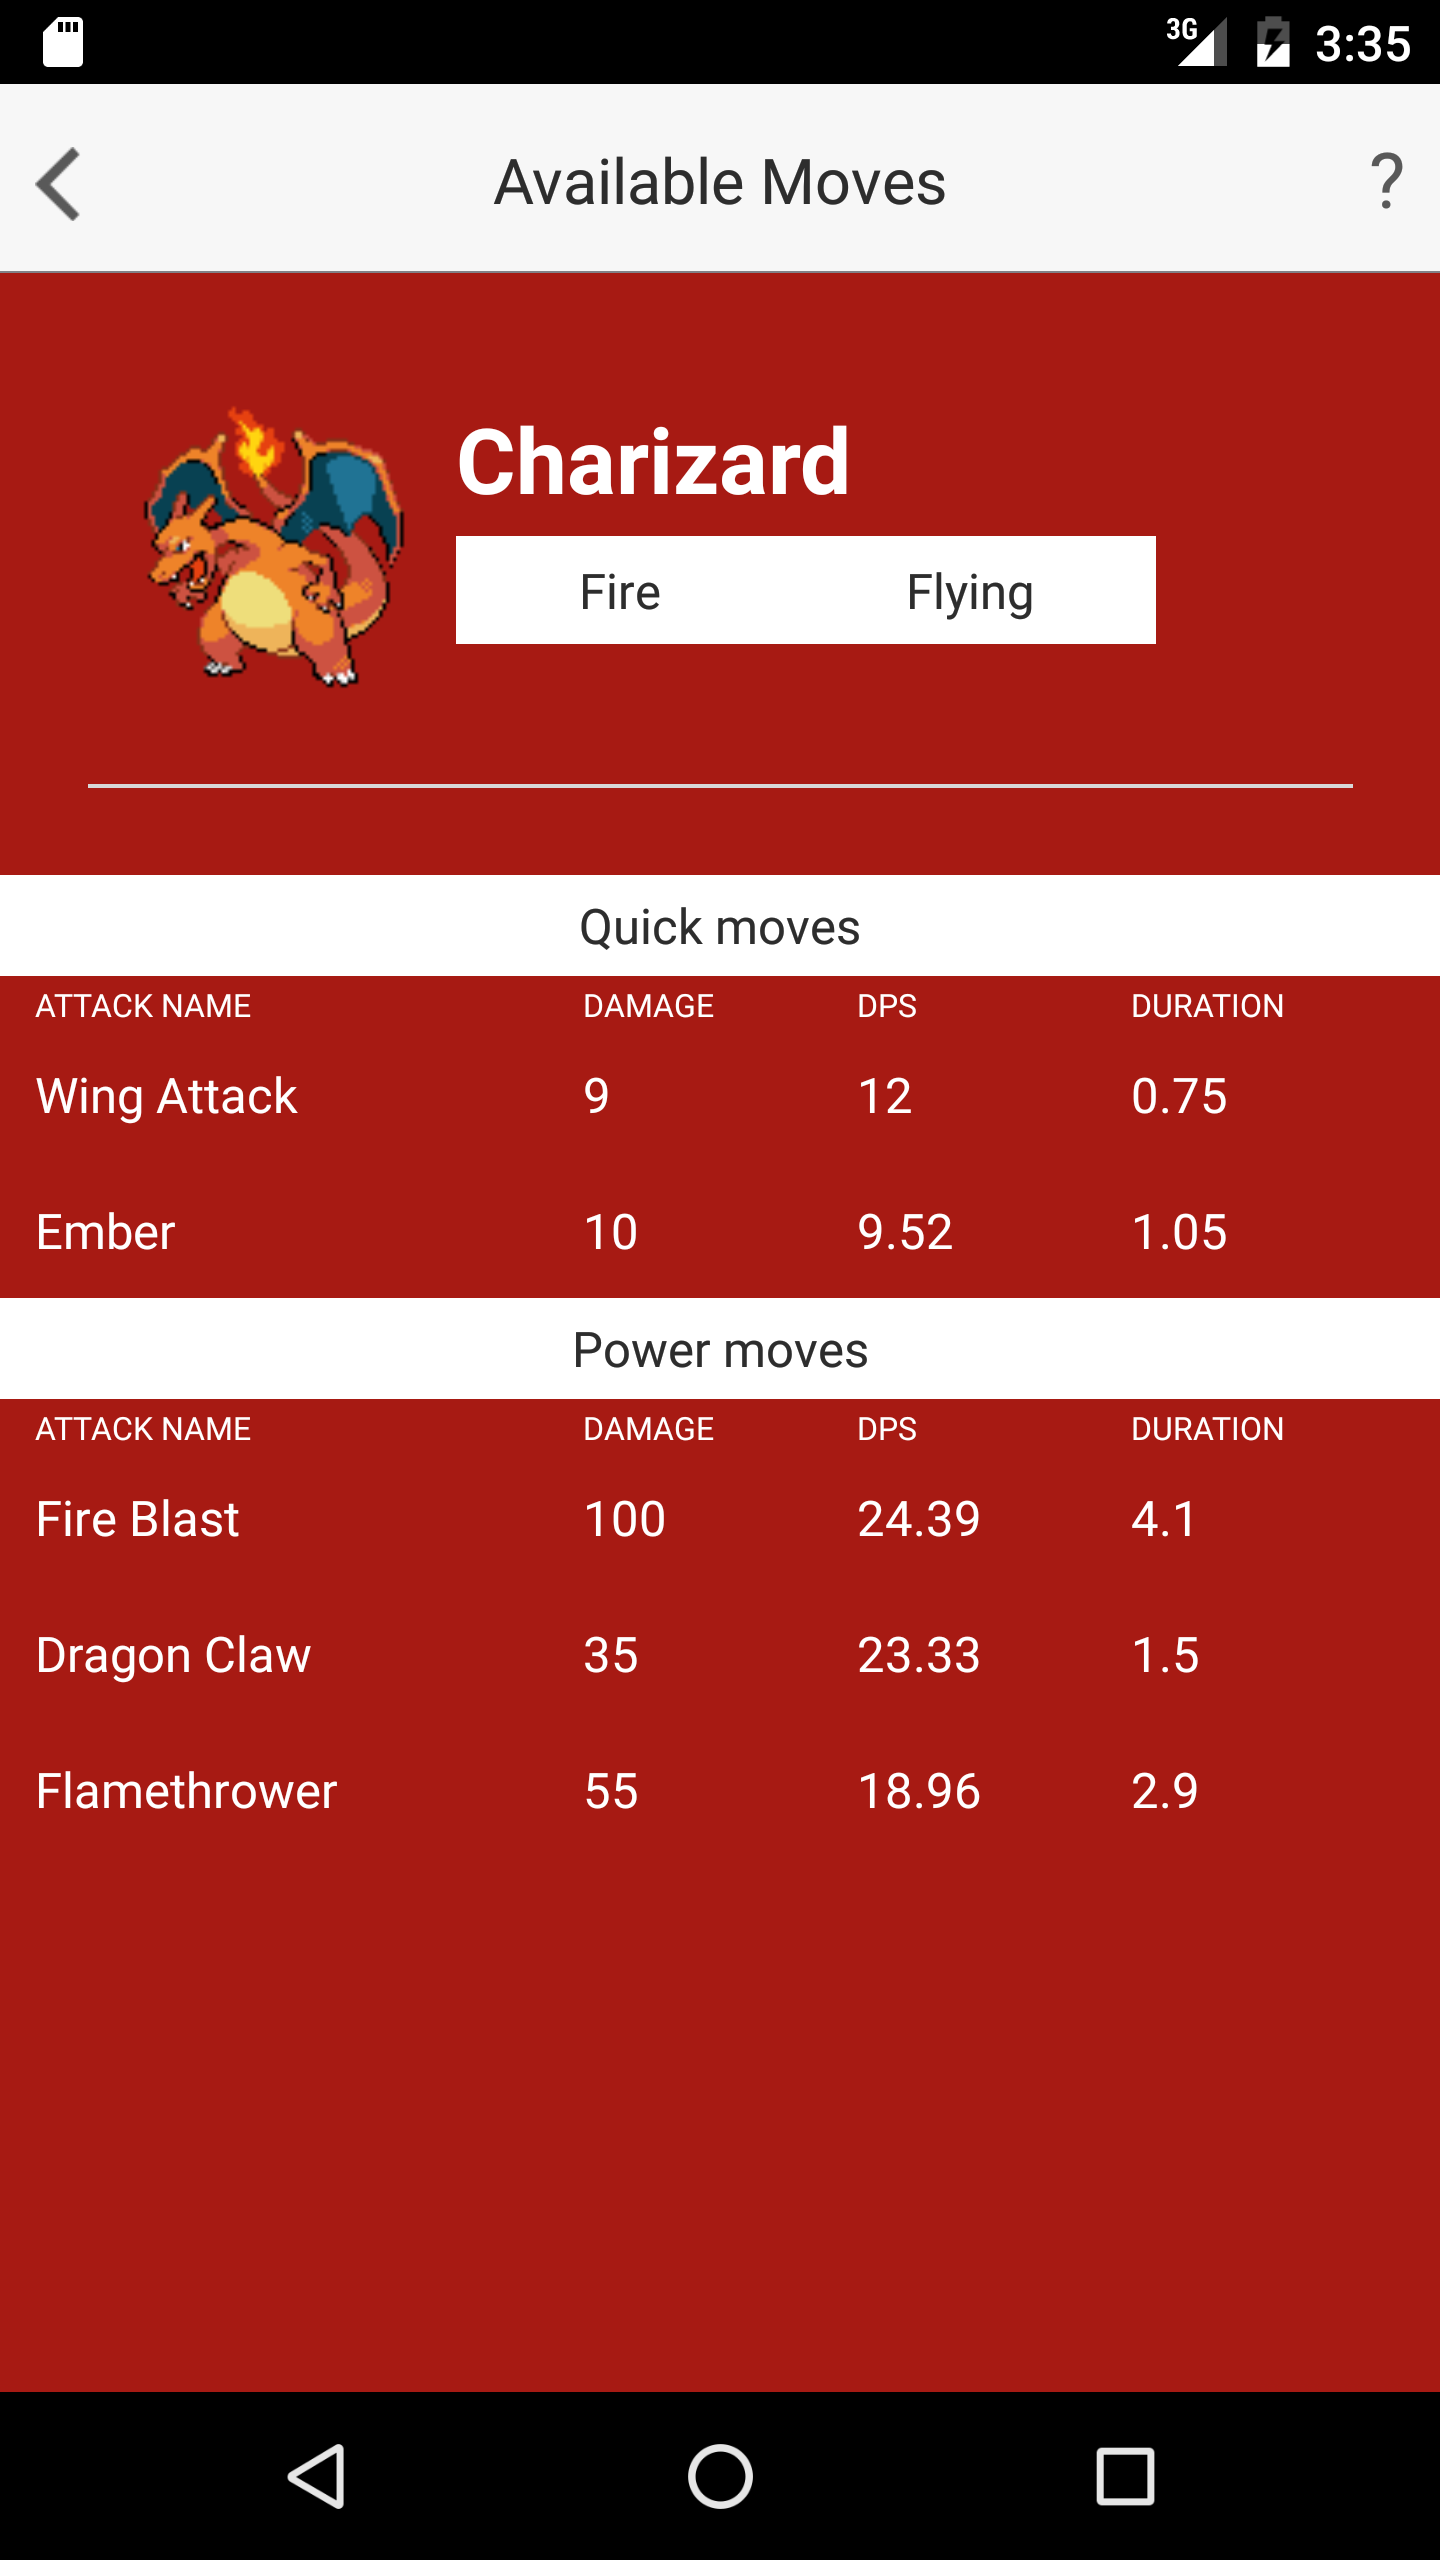 3G 3:35
Available Moves ?
Charizard
Fire Flying
Quick moves
ATTACK NAME DAMAGE DPS DURATION
Wing Attack 9 12 0.75
Ember 10 9.52 1.05
Power moves
ATTACK NAME DAMAGE DPS DURATION
Fire Blast 100 24.39 4.1
Dragon Claw 35 23.33 1.5
Flamethrower 55 18.96 2.9